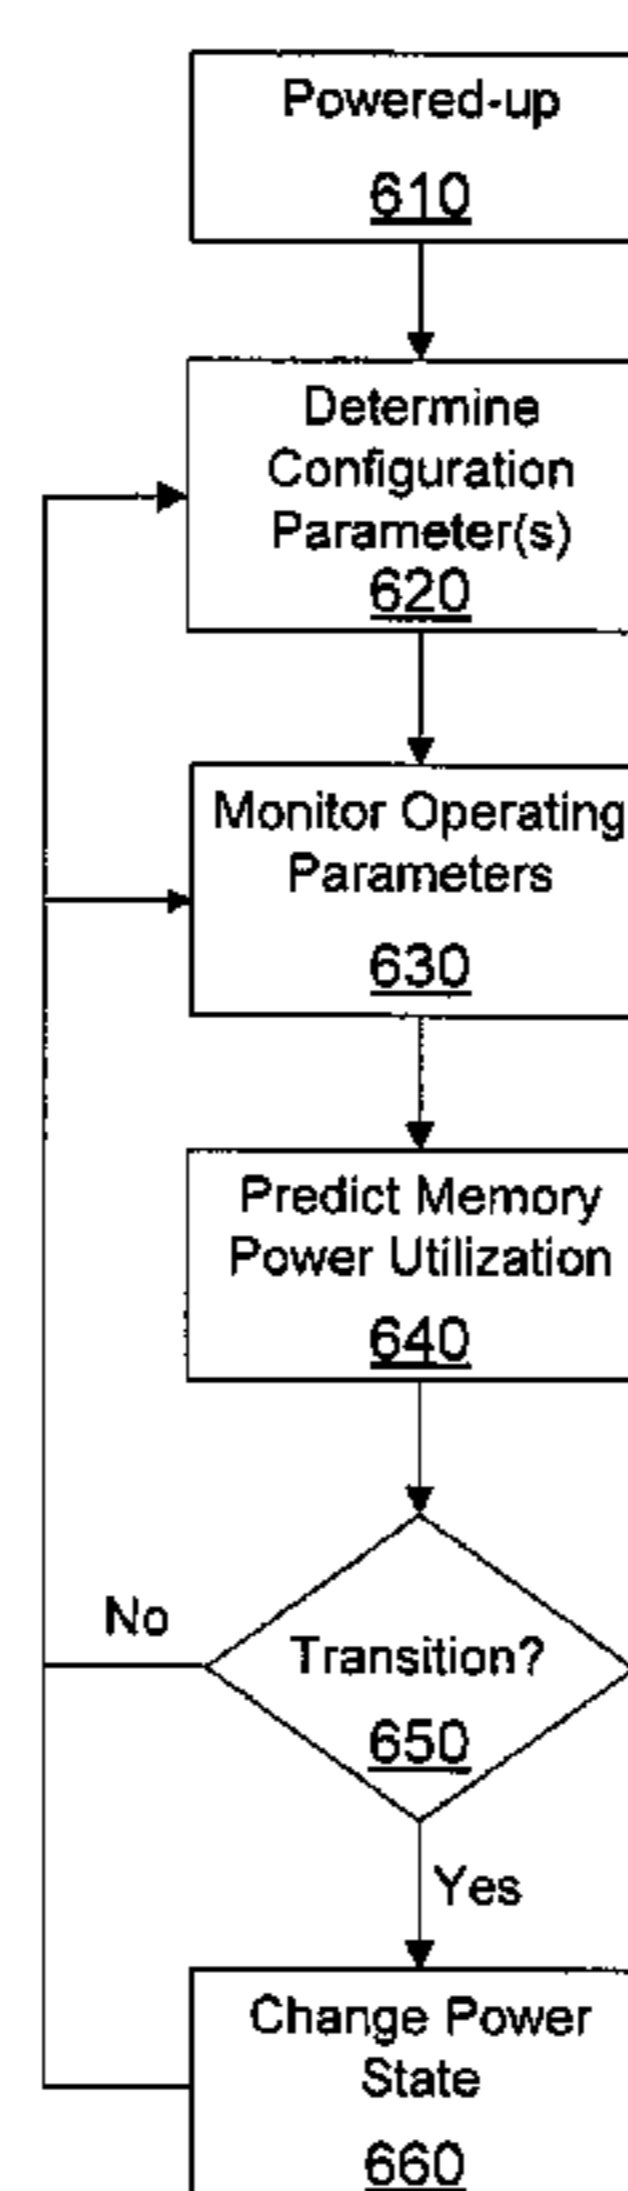 Powered-up
610
Determine
Configuration
Parameter(s)
620
Monitor Operating
Parameters
630
Predict Memory
Power Utilization
640
No
Transition?
650
Yes
Change Power
State
660